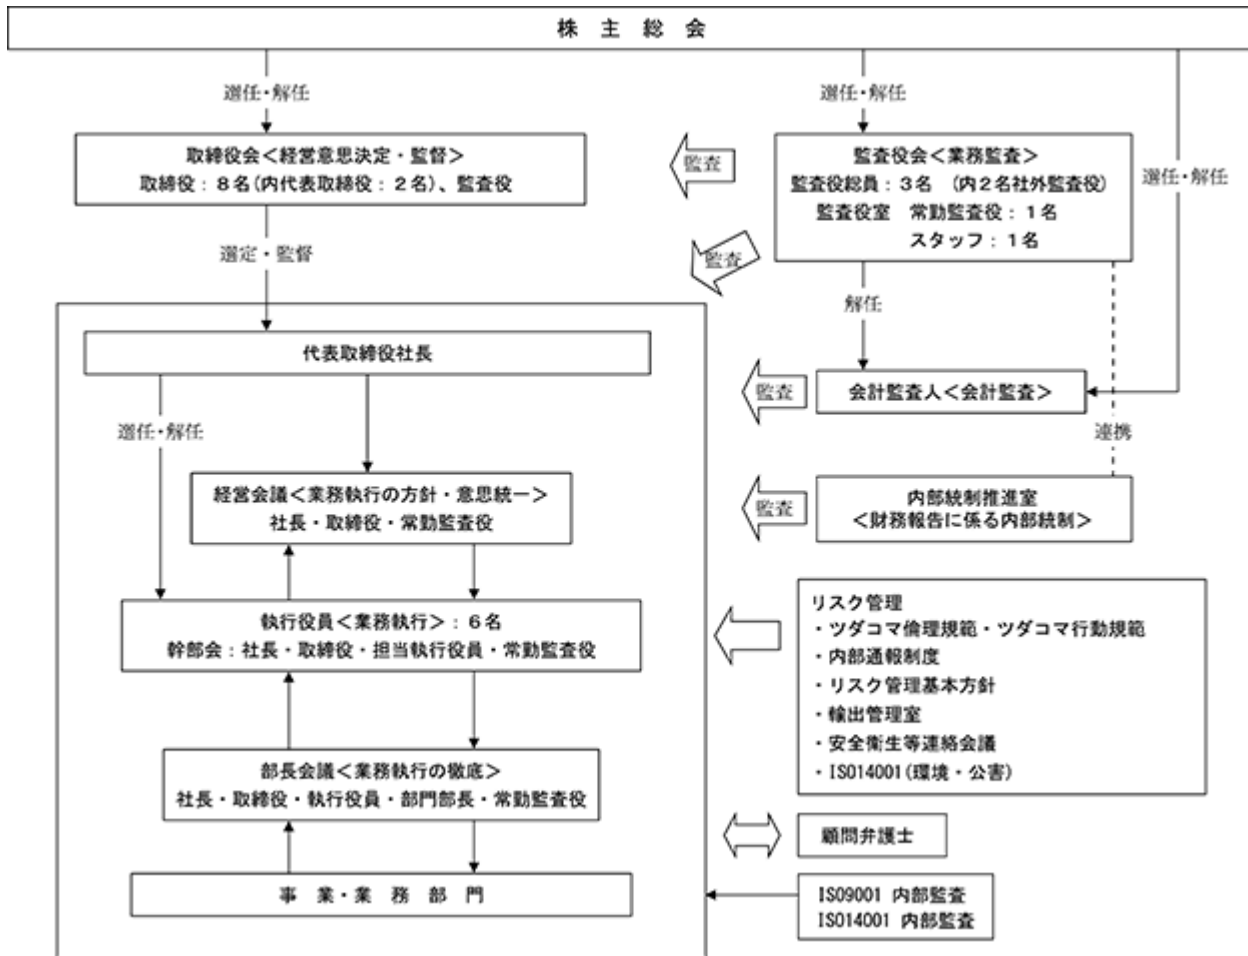 株 主 総 会
選任・解任
選任・解任
選任・解任
取締役会＜経営意思決定・監督＞
取締役：８名(内代表取締役：２名)、監査役
監査
監査役会＜業務監査＞
監査役総員：３名 （内２名社外監査役）
監査役室 常勤監査役：１名
スタッフ：１名
選定・監督
監査
解任
代表取締役社長
監査
会計監査人＜会計監査＞
選任・解任
連携
経営会議＜業務執行の方針・意思統一＞
社長・取締役・常勤監査役
監査
内部統制推進室
＜財務報告に係る内部統制＞
執行役員＜業務執行＞：６名
幹部会：社長・取締役・担当執行役員・常勤監査役
リスク管理
・ツダコマ倫理規範・ツダコマ行動規範
・内部通報制度
・リスク管理基本方針
・輸出管理室
・安全衛生等連絡会議
・ISO14001(環境・公害)
部長会議＜業務執行の徹底＞
社長・取締役・執行役員・部門部長・常勤監査役
顧問弁護士
事 業・業 務 部 門
ISO9001 内部監査
ISO14001 内部監査